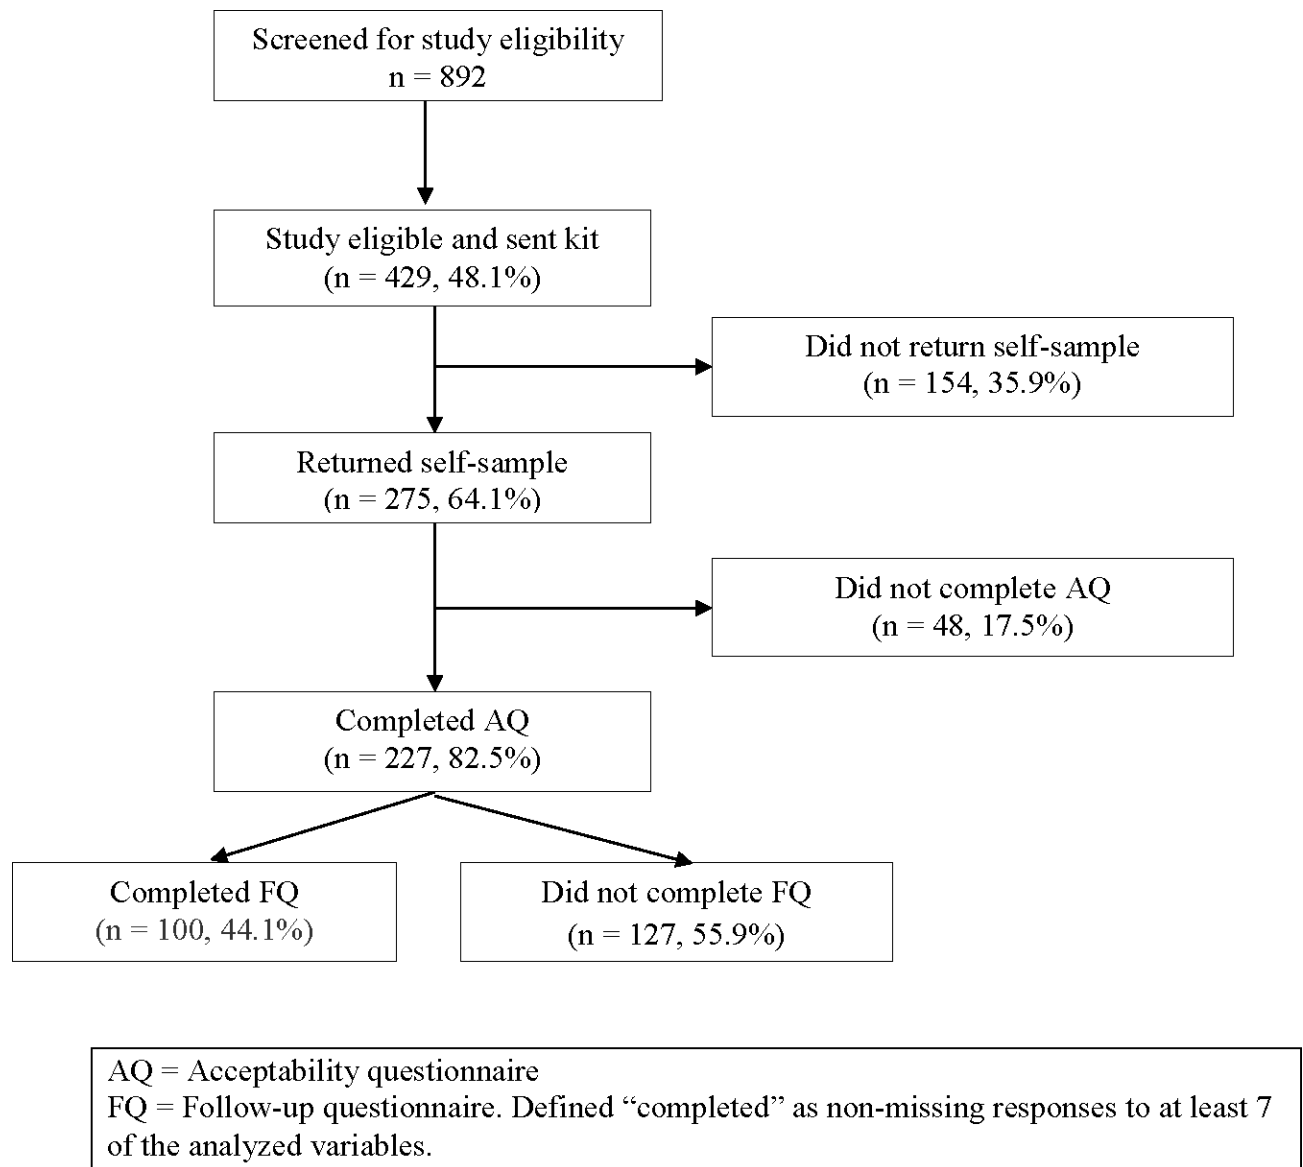 Screened for study eligibility
n = 892
Study eligible and sent kit
(n = 429, 48.1%)
Did not return self-sample
(n = 154, 35.9%)
Returned self-sample
(n = 275, 64.1%)
Did not complete AQ
(n = 48, 17.5%)
Completed AQ
(n = 227, 82.5%)
Completed FQ
(n = 100, 44.1%)
Did not complete FQ
(n = 127, 55.9%)
AQ = Acceptability questionnaire
FQ = Follow-up questionnaire. Defined “completed” as non-missing responses to at least 7
of the analyzed variables.